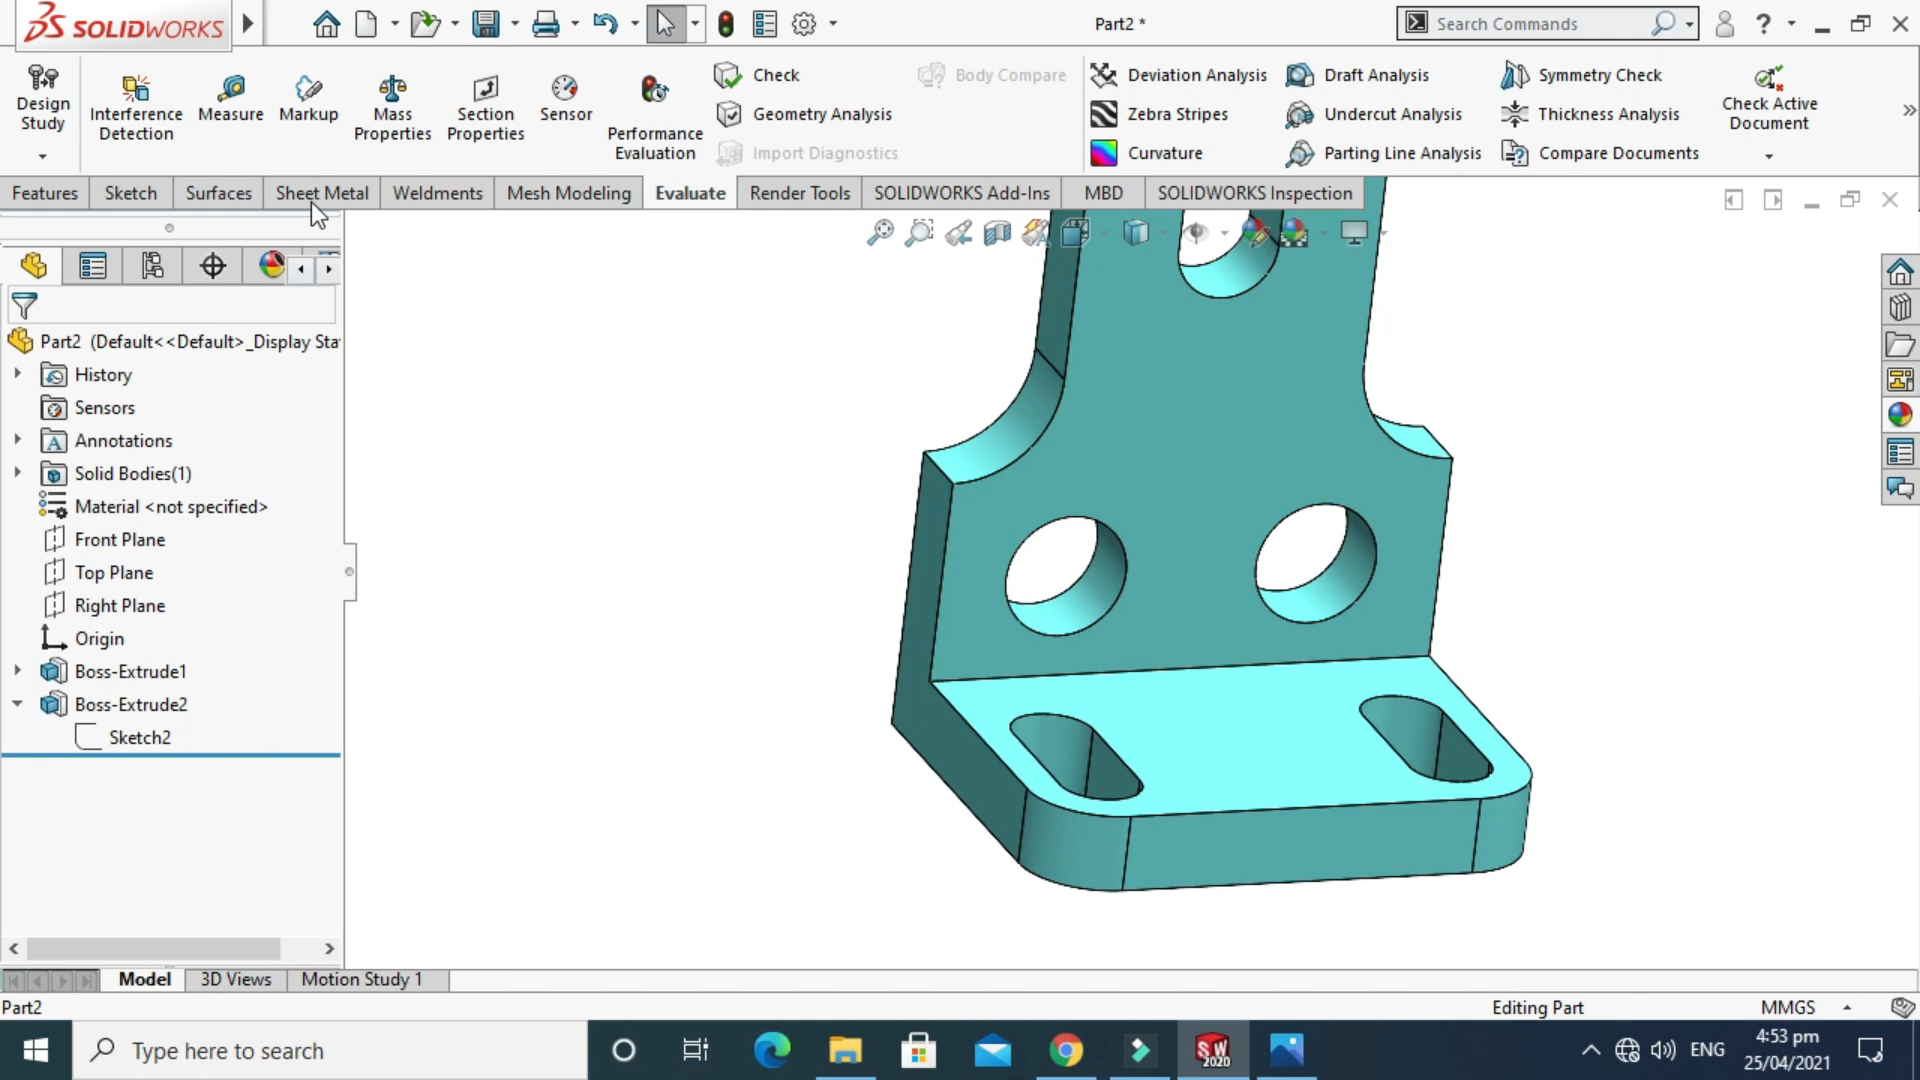 SOLIDWORKS
Part2 *
Search Commands
?
Design
Study
Interference
Detection
Measure
Markup
Mass
Properties
Section
Properties
Sensor
Performance
Evaluation
Check
Geometry Analysis
Import Diagnostics
Body Compare
Deviation Analysis
Zebra Stripes
Curvature
Draft Analysis
Undercut Analysis
Parting Line Analysis
Symmetry Check
Thickness Analysis
Compare Documents
Check Active
Document
Features
Sketch
Surfaces
Sheet Metal
Weldments
Mesh Modeling
Evaluate
Render Tools
SOLIDWORKS Add-Ins
MBD
SOLIDWORKS Inspection
Part2 (Default<<Default>_Display Sta
History
Sensors
Annotations
Solid Bodies(1)
Material <not specified>
Front Plane
Top Plane
Right Plane
Origin
Boss-Extrude1
Boss-Extrude2
Sketch2
Model
3D Views
Motion Study 1
Part2
Editing Part
MMGS
Type here to search
SW
2020
ENG
4:53 pm
25/04/2021